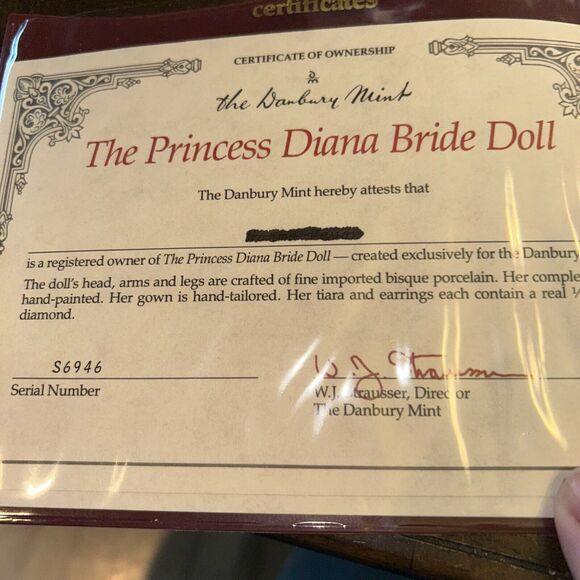 certificates
CERTIFICATE OF OWNERSHIP
The Danbury Mint
The Princess Diana Bride Doll
The Danbury Mint hereby attests that
is a registered owner of The Princess Diana Bride Doll — created exclusively for the Danbury
The doll's head, arms and legs are crafted of fine imported bisque porcelain. Her
hand-painted. Her gown is hand-tailored. Her tiara and earrings each contain a real
diamond.
S6946
Serial Number
W.J. Strausser
W.J. Strausser, Director
The Danbury Mint